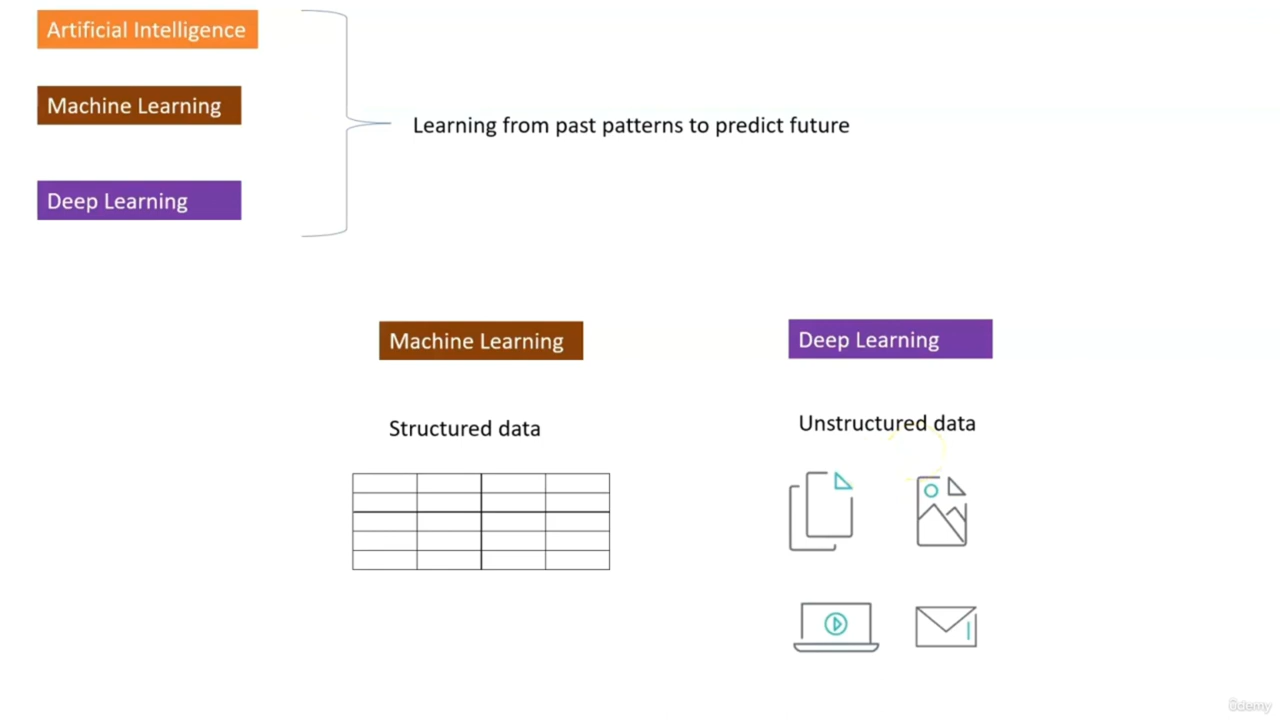 Artificial Intelligence
Machine Learning
Learning from past patterns to predict future
Deep Learning
Machine Learning
Deep Learning
Structured data
Unstructured data
ûdemy